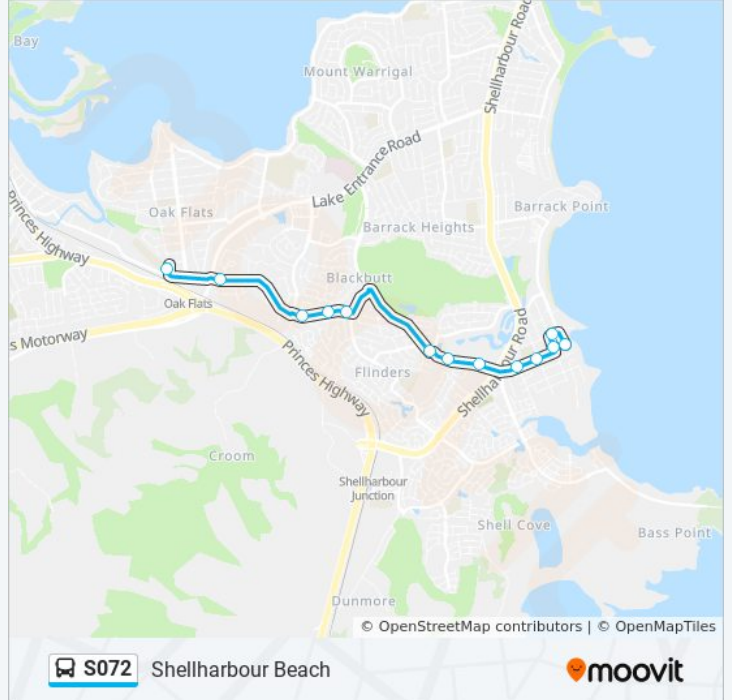 Bay
Mount Warrigal
Shellharbour Road
Lake Entrance Road
Oak Flats
Barrack Point
Princes Highway
Barrack Heights
Blackbutt
Oak Flats
s Motorway
Shellharbour Road
Princes Highway
Flinders
Croom
Shellharbour
Junction
Shell Cove
Bass Point
Dunmore
© OpenStreetMap contributors | © OpenMapTiles
S072 Shellharbour Beach
moovit